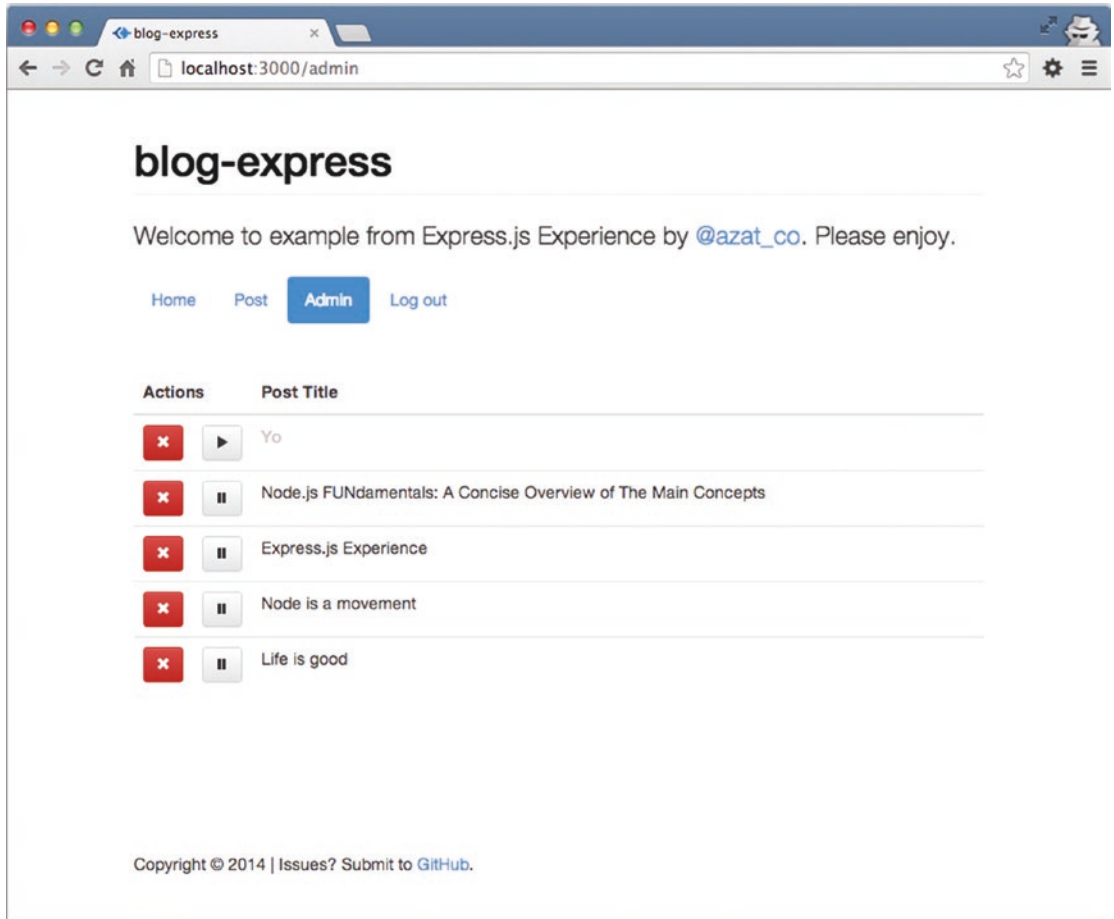 blog-express
localhost:3000/admin
blog-express
Welcome to example from Express.js Experience by @azat_co. Please enjoy.
Home Post Admin Log out
Actions Post Title
Yo
Node.js FUNdamentals: A Concise Overview of The Main Concepts
Express.js Experience
Node is a movement
Life is good
Copyright © 2014 | Issues? Submit to GitHub.